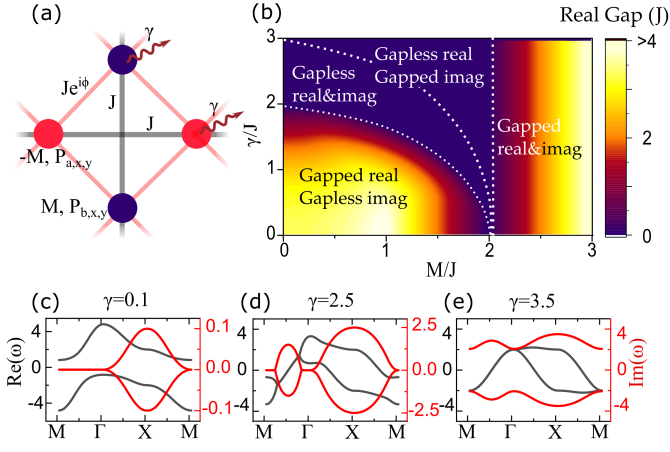 (a)
γ
Je^iϕ
J
J
γ
-M, P_a,x,y
M, P_b,x,y
(b)
Real Gap (J)
3
2
1
0
γ/J
Gapless
real&imag
Gapless real
Gapped imag
Gapped real
Gapless imag
Gapped
real&imag
0 1 2 3
M/J
>4
2
0
(c) γ=0.1
4
0
-4
Re(ω)
0.1
0.0
-0.1
M Γ X M
(d) γ=2.5
4
0
-4
2.5
0.0
-2.5
M Γ X M
(e) γ=3.5
4
0
-4
4
0
-4
Im(ω)
M Γ X M